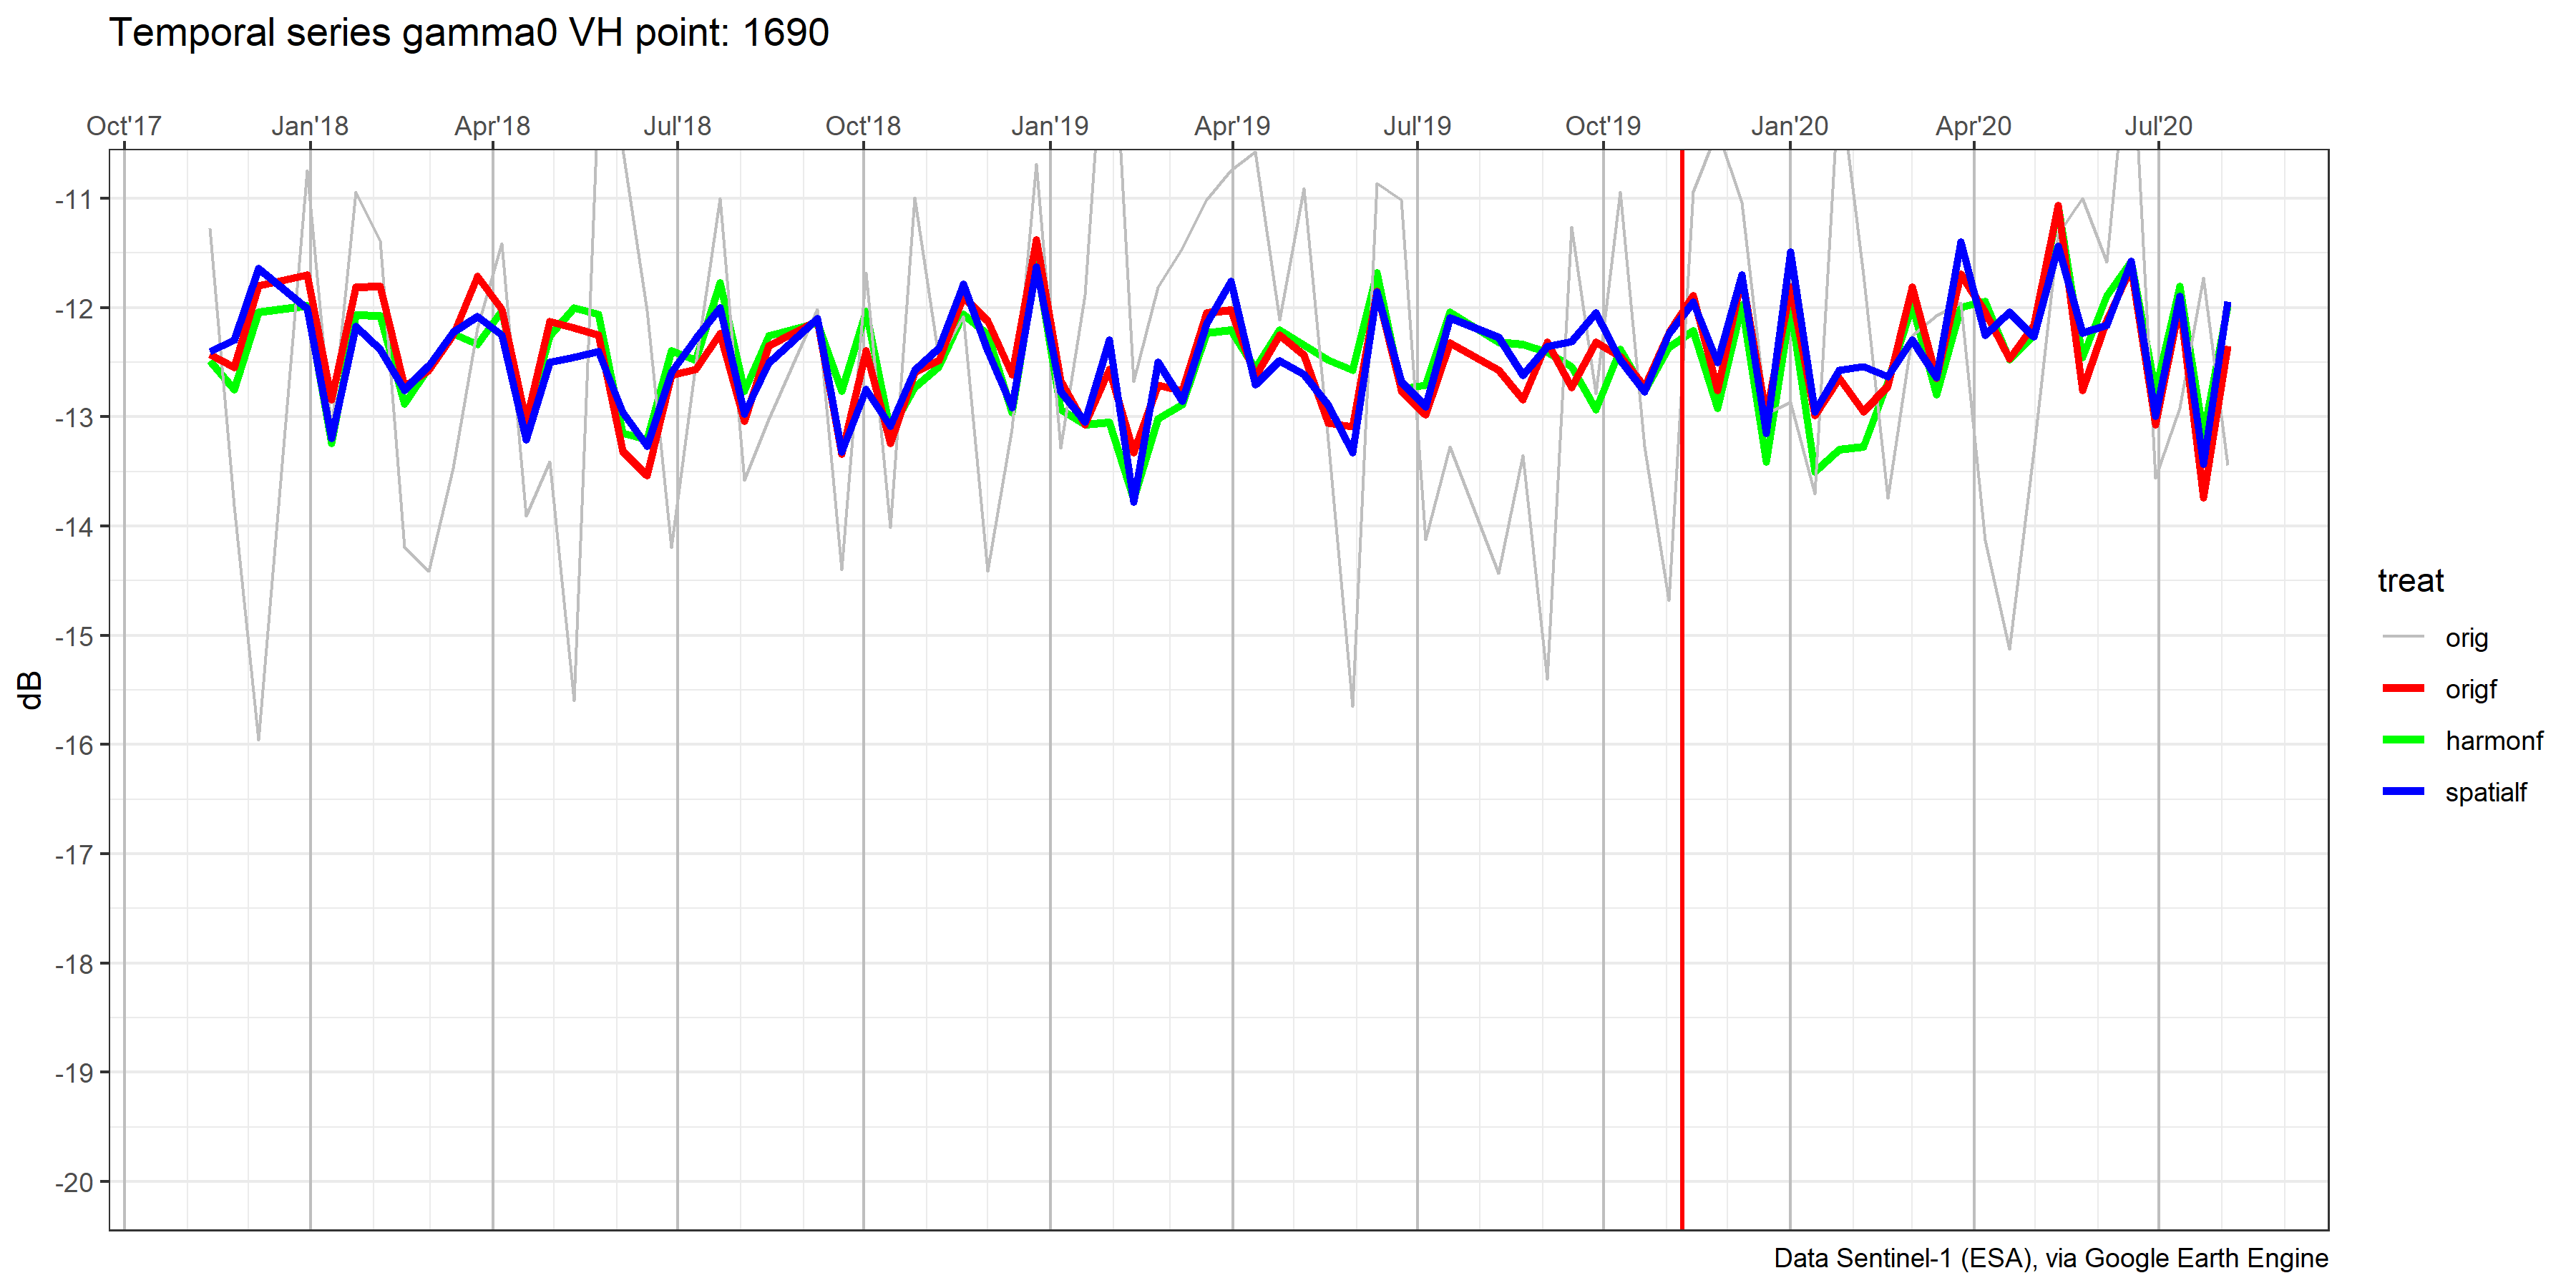 Temporal series gamma0 VH point: 1690
Oct'17 Jan'18 Apr'18 Jul'18 Oct'18 Jan'19 Apr'19 Jul'19 Oct'19 Jan'20 Apr'20 Jul'20
-11
-12
-13
-14
-15
-16
-17
-18
-19
-20
dB
treat
orig
origf
harmonf
spatialf
Data Sentinel-1 (ESA), via Google Earth Engine